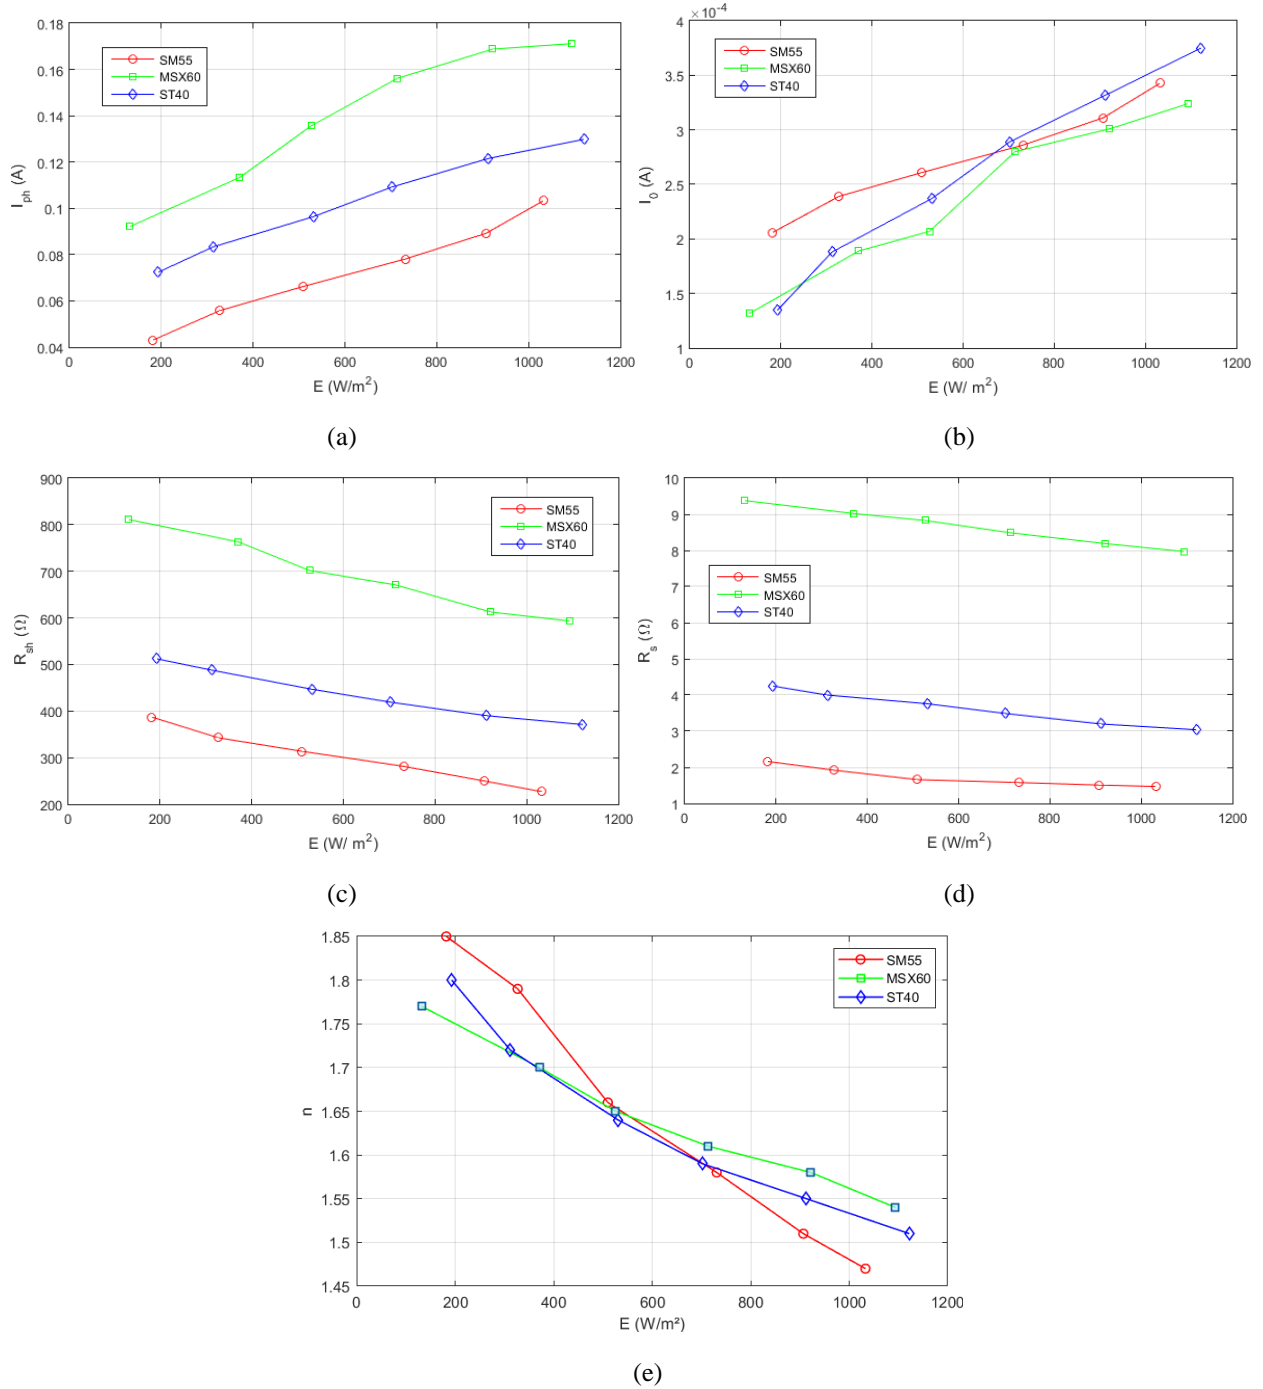 0.18
0.16
0.14
0.12
0.1
0.08
0.06
0.04
I_ph (A)
SM55
MSX60
ST40
0 200 400 600 800 1000 1200
E (W/m²)
(a)
× 10⁻⁴
4
3.5
3
2.5
2
1.5
1
I_0 (A)
SM55
MSX60
ST40
0 200 400 600 800 1000 1200
E (W/ m²)
(b)
900
800
700
600
500
400
300
200
R_sh (Ω)
SM55
MSX60
ST40
0 200 400 600 800 1000 1200
E (W/ m²)
(c)
10
9
8
7
6
5
4
3
2
1
R_s (Ω)
SM55
MSX60
ST40
0 200 400 600 800 1000 1200
E (W/m²)
(d)
1.85
1.8
1.75
1.7
1.65
1.6
1.55
1.5
1.45
n
SM55
MSX60
ST40
0 200 400 600 800 1000 1200
E (W/m²)
(e)